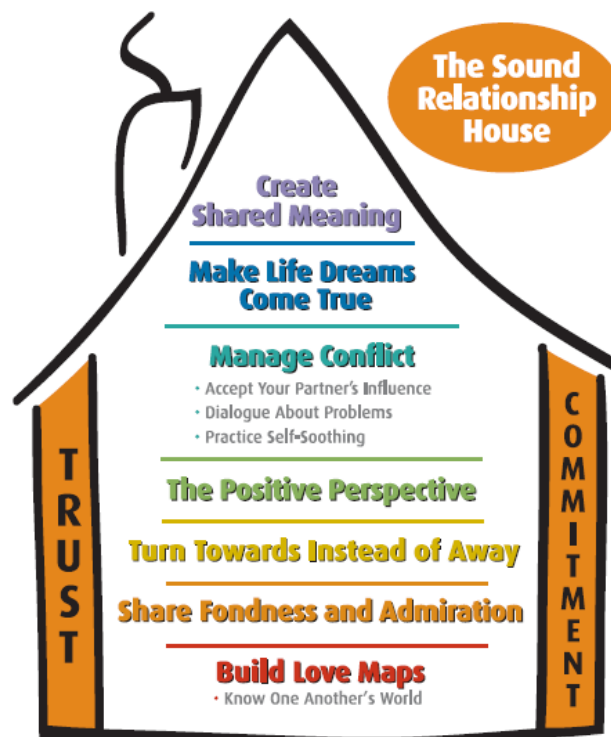 The Sound
Relationship
House
Create
Shared Meaning
Make Life Dreams
Come True
Manage Conflict
• Accept Your Partner's Influence
• Dialogue About Problems
• Practice Self-Soothing
The Positive Perspective
Turn Towards Instead of Away
Share Fondness and Admiration
Build Love Maps
• Know One Another's World
TRUST
COMMITMENT